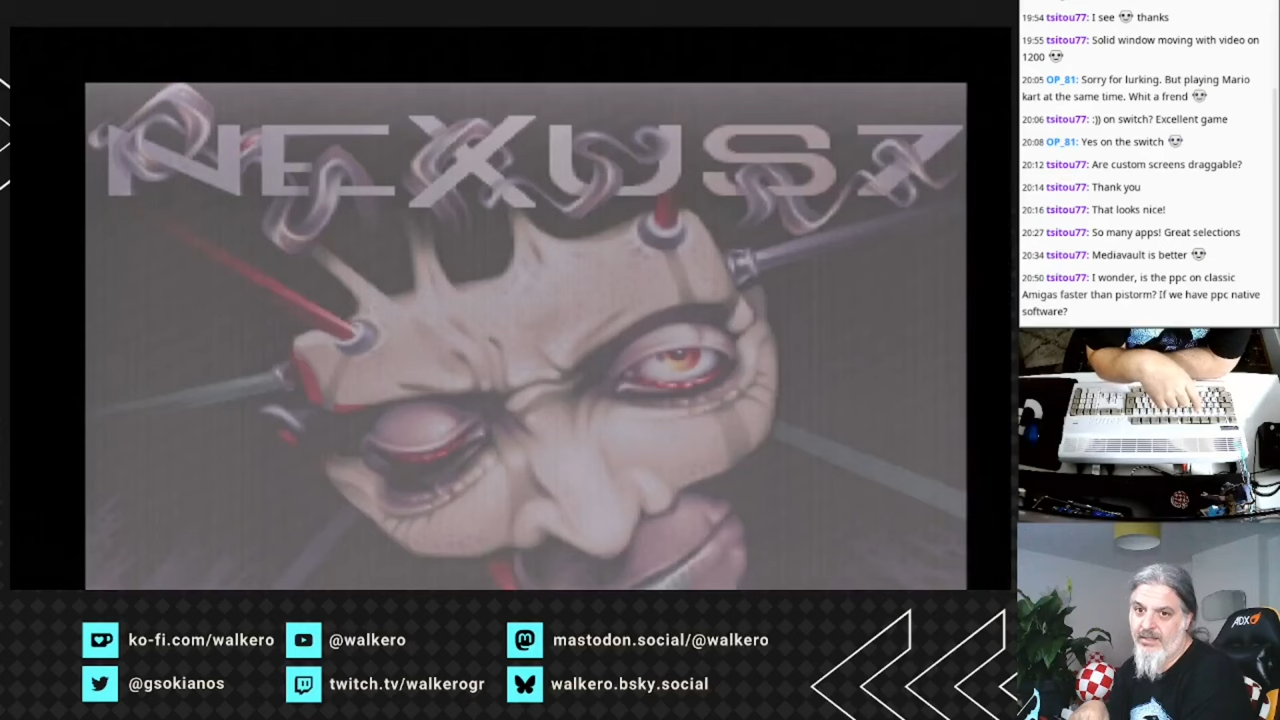 NEXUS7
19:54 tsitou77: I see thanks
19:55 tsitou77: Solid window moving with video on
1200
20:05 OP_81: Sorry for lurking. But playing Mario
kart at the same time. Whit a frend
20:06 tsitou77: :)) on switch? Excellent game
20:08 OP_81: Yes on the switch
20:12 tsitou77: Are custom screens draggable?
20:14 tsitou77: Thank you
20:16 tsitou77: That looks nice!
20:27 tsitou77: So many apps! Great selections
20:34 tsitou77: Mediavault is better
20:50 tsitou77: I wonder, is the ppc on classic
Amigas faster than pistorm? If we have ppc native
software?
ADX
ko-fi.com/walkero
@walkero
mastodon.social/@walkero
@gsokianos
twitch.tv/walkerogr
walkero.bsky.social